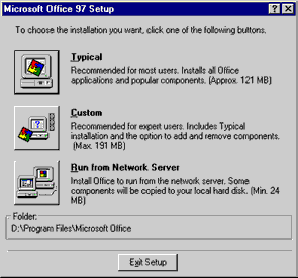 Microsoft Office 97 Setup
To choose the installation you want, click one of the following buttons.
Typical
Recommended for most users. Installs all Office
applications and popular components. (Approx. 121 MB)
Custom
Recommended for expert users. Includes Typical
installation and the option to add and remove components.
(Max. 191 MB)
Run from Network Server
Install Office to run from the network server. Some
components will be copied to your local hard disk. (Min. 24
MB)
Folder:
D:\Program Files\Microsoft Office
Exit Setup